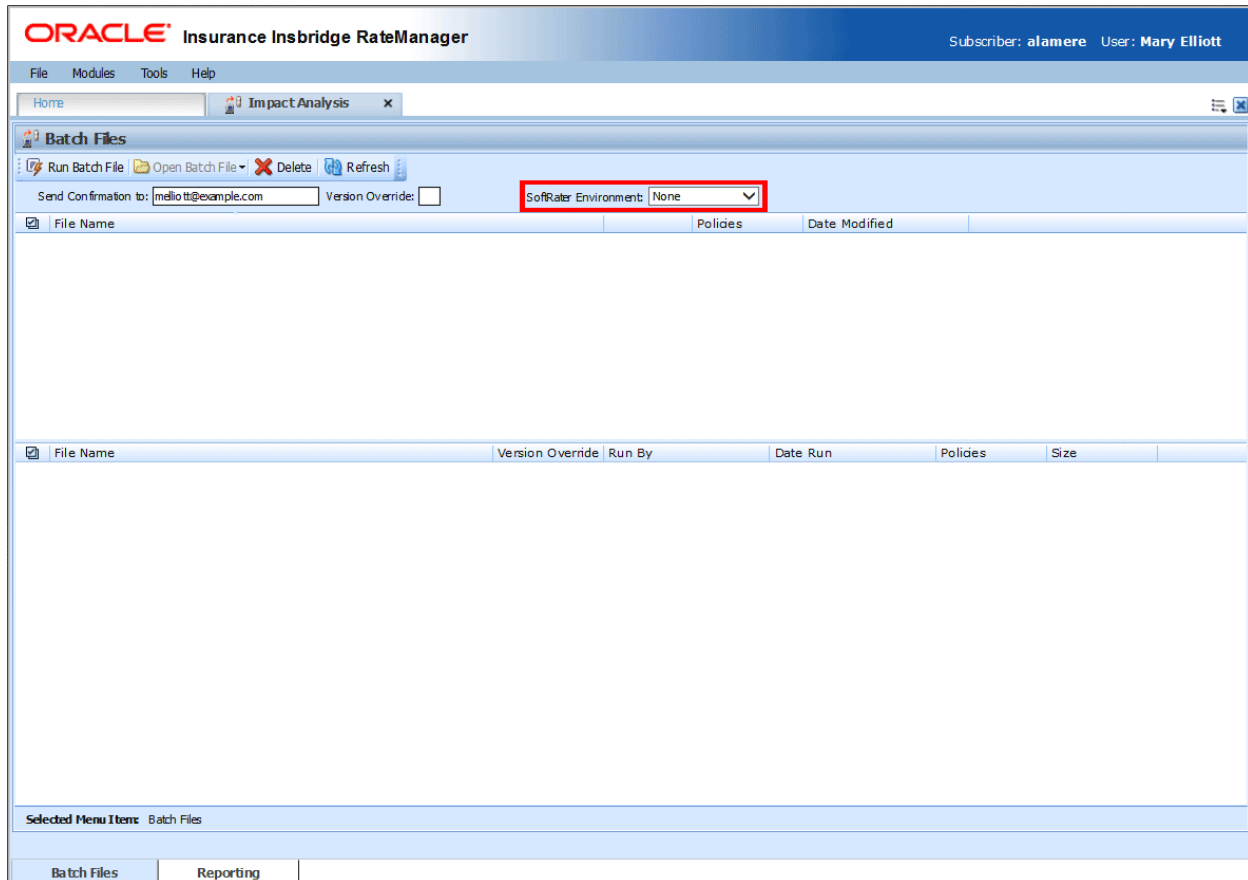 ORACLE Insurance Insbridge RateManager
Subscriber: alamere User: Mary Elliott
File Modules Tools Help
Home Impact Analysis
Batch Files
Run Batch File Open Batch File Delete Refresh
Send Confirmation to: melliott@example.com Version Override: SoftRater Environment: None
File Name Policies Date Modified
File Name Version Override Run By Date Run Policies Size
Selected Menu Item: Batch Files
Batch Files Reporting